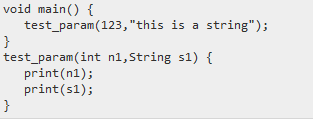 void main() {
   test_param(123,"this is a string");
}
test_param(int n1,String s1) {
   print(n1);
   print(s1);
}